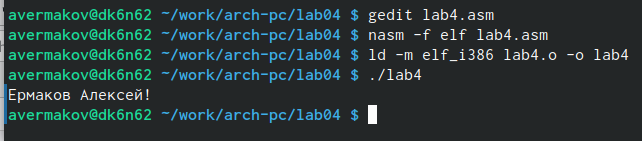 avermakov@dk6n62 ~/work/arch-pc/lab04 $ gedit lab4.asm
avermakov@dk6n62 ~/work/arch-pc/lab04 $ nasm -f elf lab4.asm
avermakov@dk6n62 ~/work/arch-pc/lab04 $ ld -m elf_i386 lab4.o -o lab4
avermakov@dk6n62 ~/work/arch-pc/lab04 $ ./lab4
Ермаков Алексей!
avermakov@dk6n62 ~/work/arch-pc/lab04 $